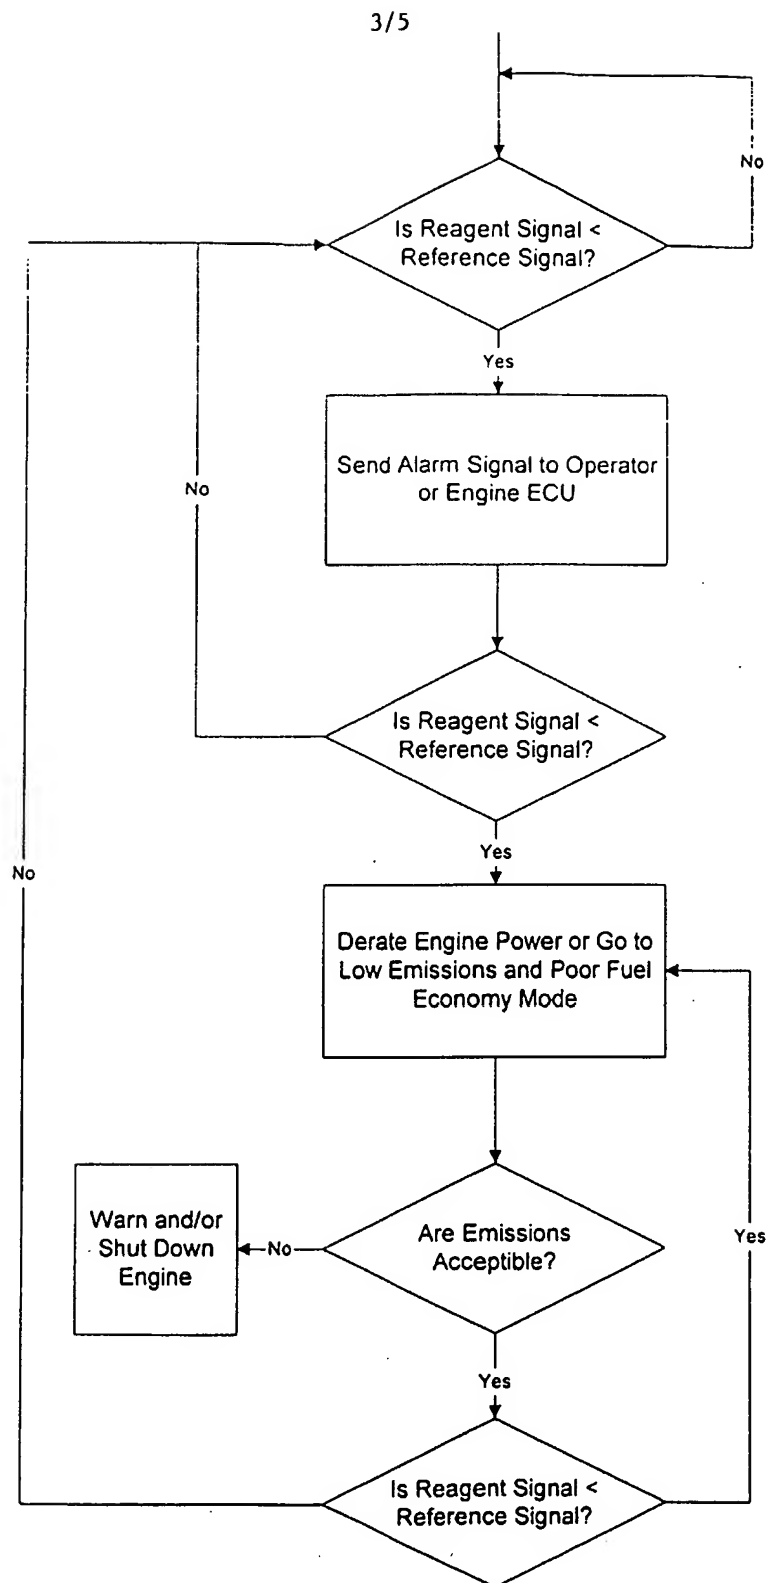 3/5
No
Is Reagent Signal <
Reference Signal?
Yes
Send Alarm Signal to Operator
or Engine ECU
No
Is Reagent Signal <
Reference Signal?
Yes
No
Derate Engine Power or Go to
Low Emissions and Poor Fuel
Economy Mode
Warn and/or
Shut Down
Engine
No
Are Emissions
Acceptible?
Yes
Yes
Is Reagent Signal <
Reference Signal?